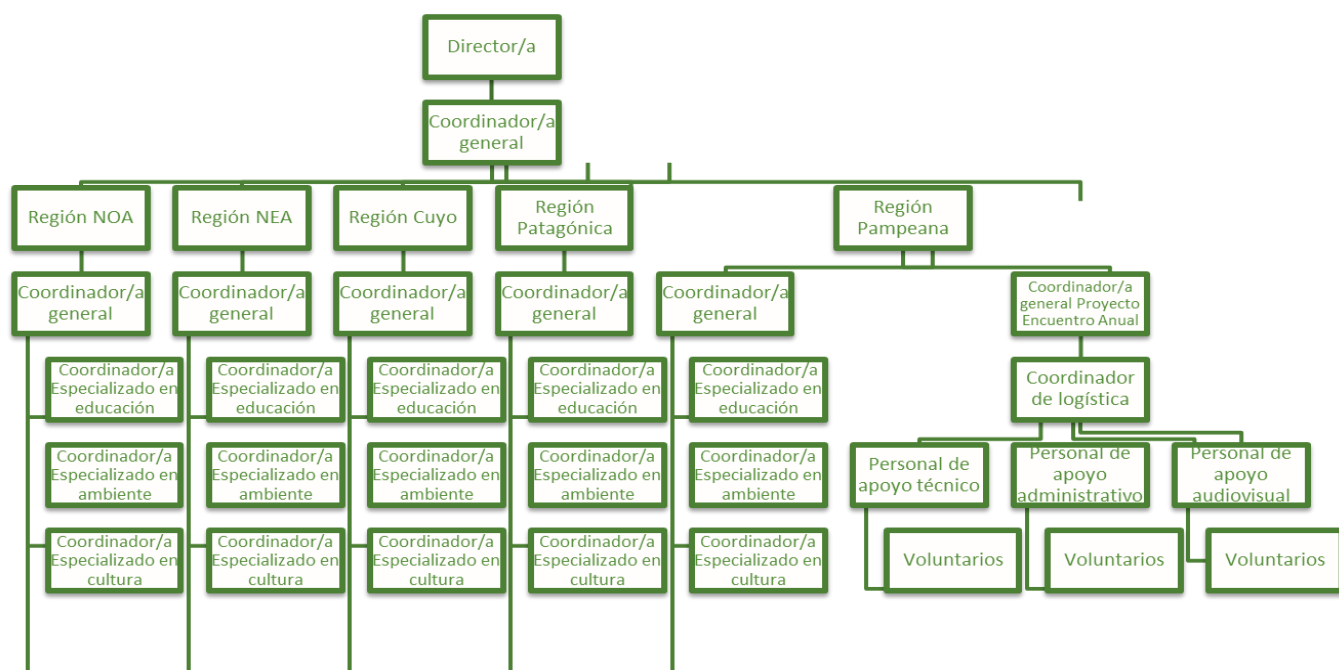 Director/a
Coordinador/a
general
Región NOA
Región NEA
Región Cuyo
Región
Patagónica
Región
Pampeana
Coordinador/a
general
Coordinador/a
general
Coordinador/a
general
Coordinador/a
general
Coordinador/a
general
Coordinador/a
general Proyecto
Encuentro Anual
Coordinador/a
Especializado en
educación
Coordinador/a
Especializado en
educación
Coordinador/a
Especializado en
educación
Coordinador/a
Especializado en
educación
Coordinador/a
Especializado en
educación
Coordinador
de logística
Coordinador/a
Especializado en
ambiente
Coordinador/a
Especializado en
ambiente
Coordinador/a
Especializado en
ambiente
Coordinador/a
Especializado en
ambiente
Coordinador/a
Especializado en
ambiente
Personal de
apoyo técnico
Personal de
apoyo
administrativo
Personal de
apoyo
audiovisual
Coordinador/a
Especializado en
cultura
Coordinador/a
Especializado en
cultura
Coordinador/a
Especializado en
cultura
Coordinador/a
Especializado en
cultura
Coordinador/a
Especializado en
cultura
Voluntarios
Voluntarios
Voluntarios